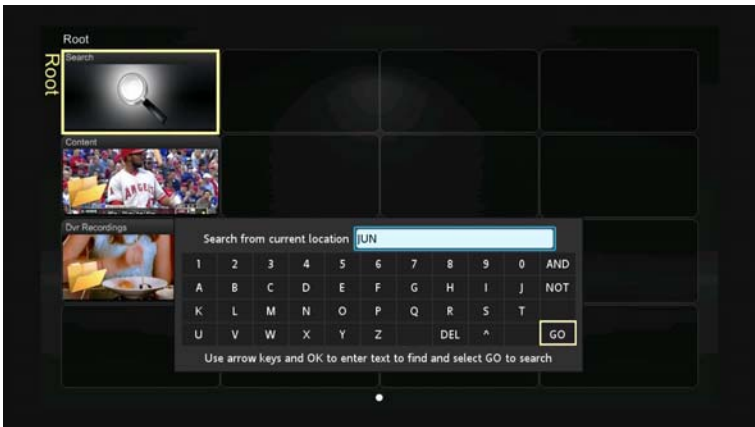 Root
Root
Search
Content
ANGELS
Dvr Recordings
Search from current location JUN
1 2 3 4 5 6 7 8 9 0 AND
A B C D E F G H I J NOT
K L M N O P Q R S T
U V W X Y Z DEL ^ GO
Use arrow keys and OK to enter text to find and select GO to search